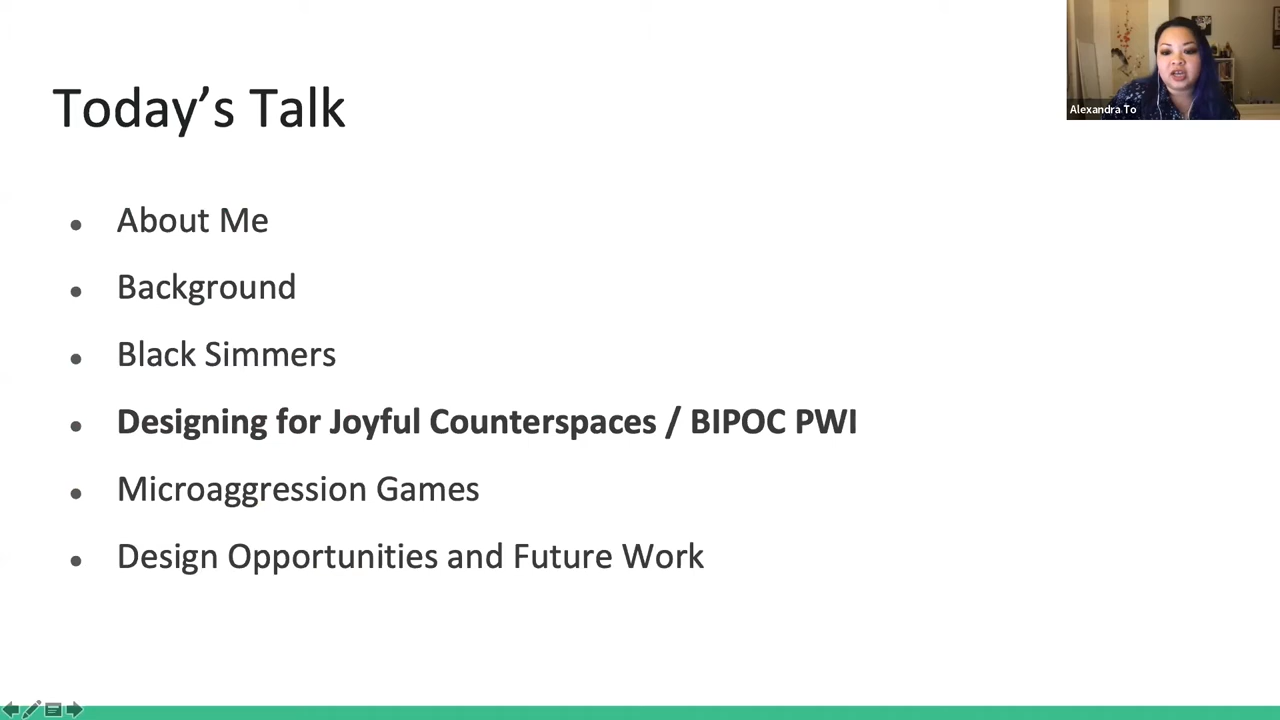 Today’s Talk
Alexandra To
About Me
Background
Black Simmers
Designing for Joyful Counterspaces / BIPOC PWI
Microaggression Games
Design Opportunities and Future Work